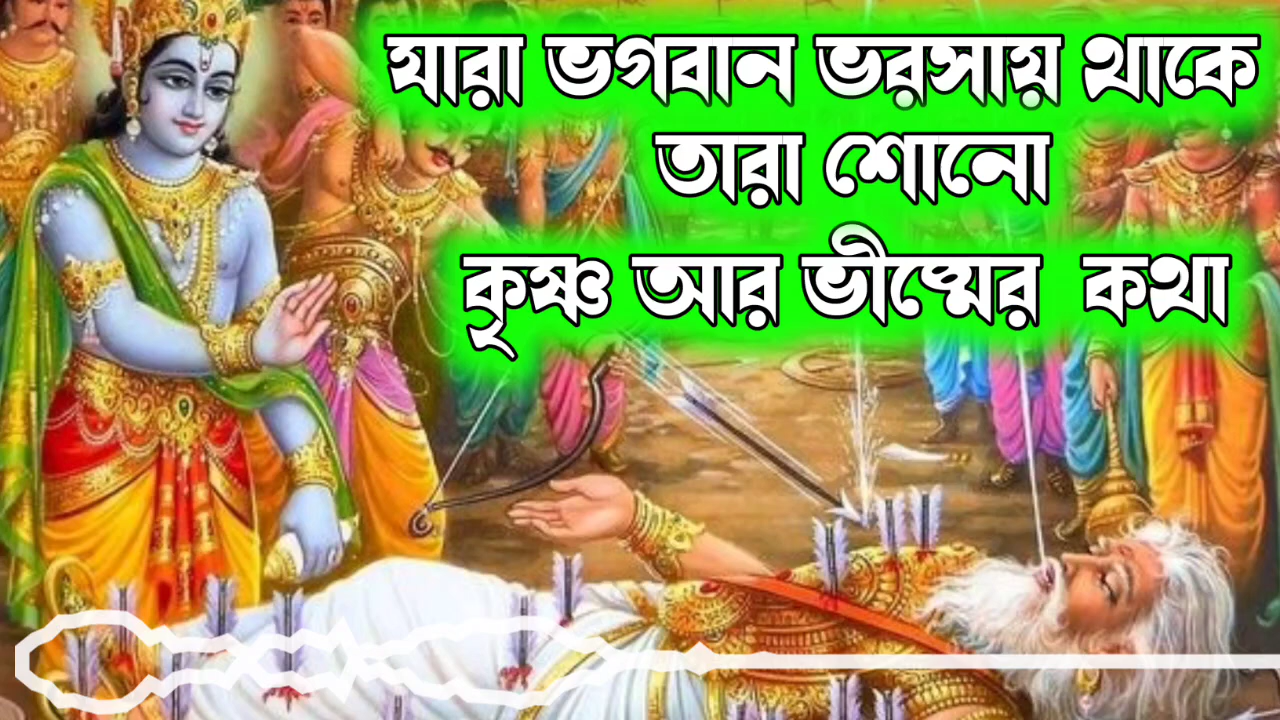 যারা ভগবান ভরসায় থাকে
তারা শোনো
কৃষ্ণ আর ভীষ্মের কথা